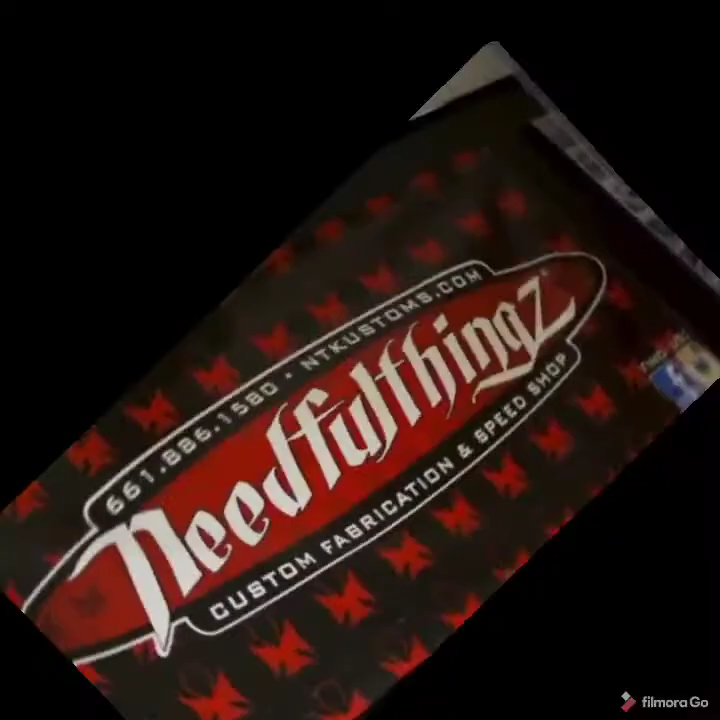 661.886.1580 • NTKUSTOMS.COM
Needfulthingz
CUSTOM FABRICATION & SPEED SHOP
filmora Go